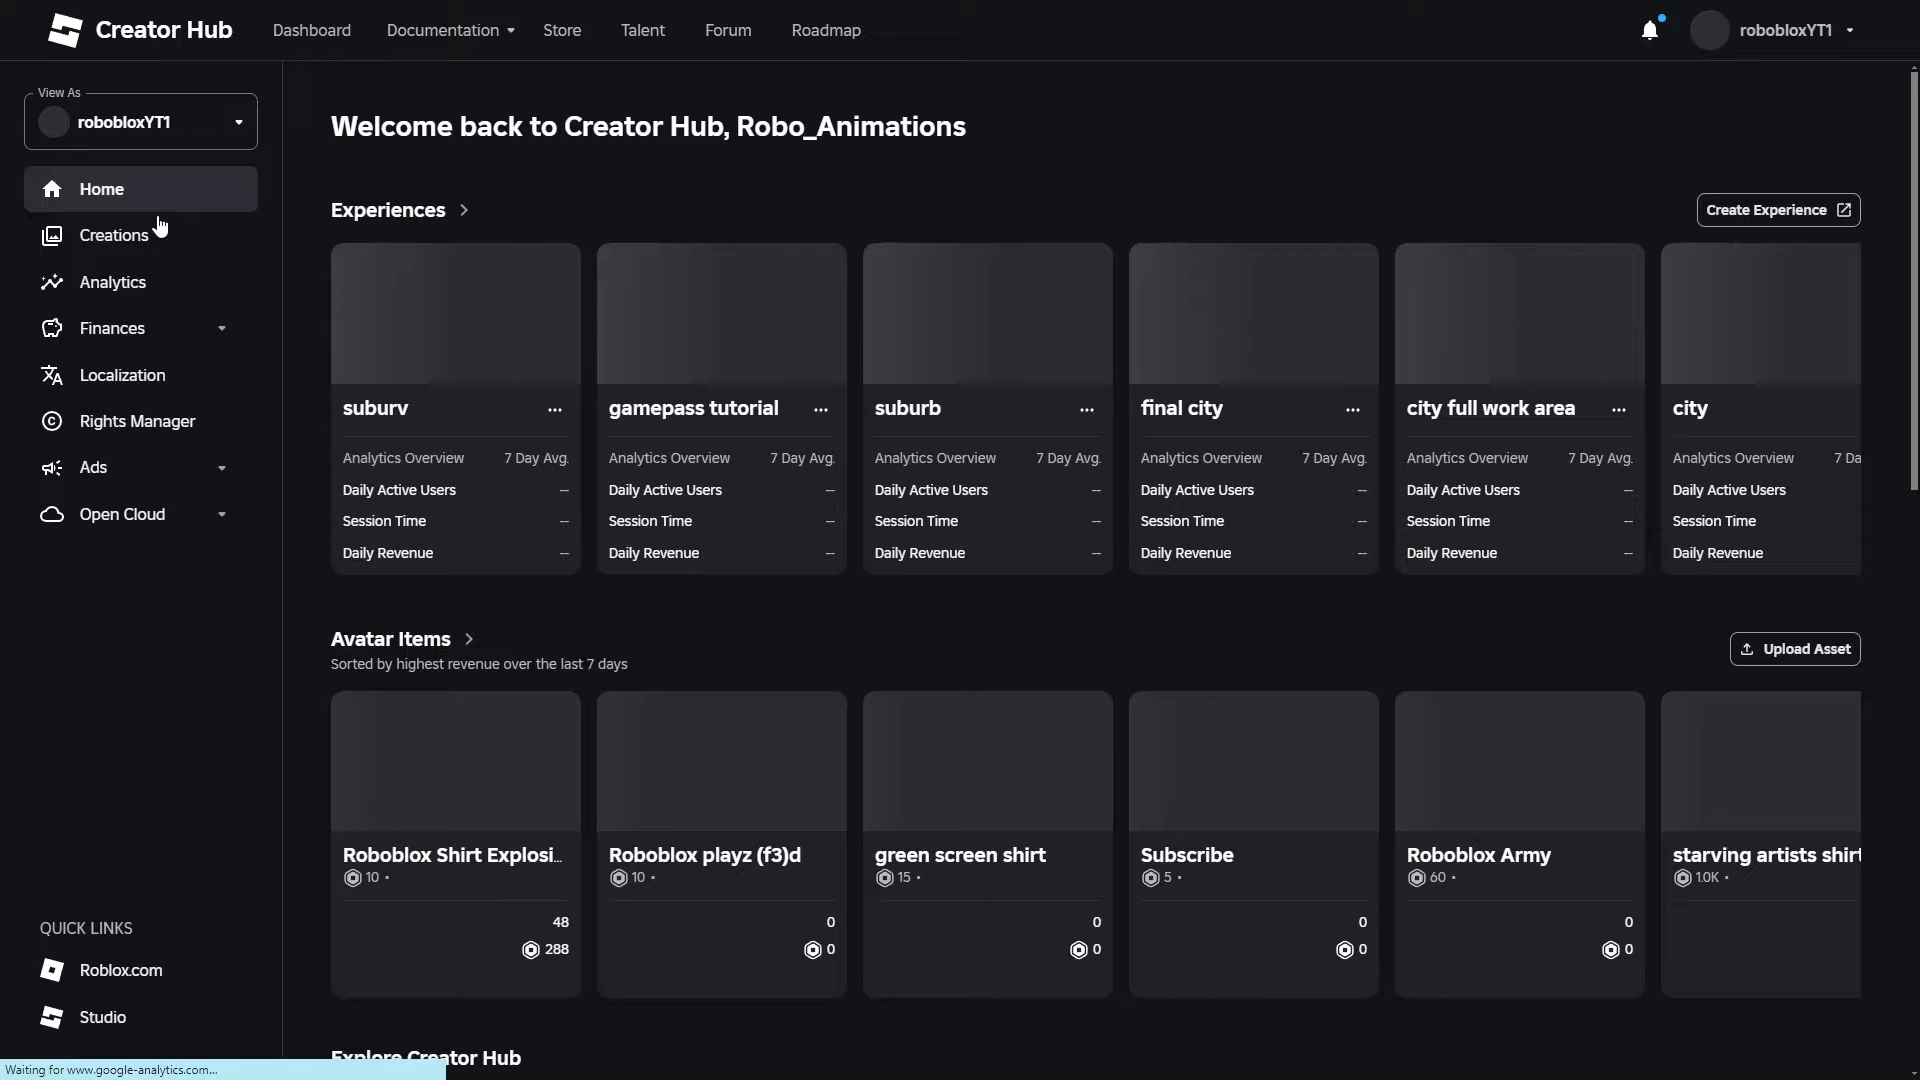 Creator Hub
Dashboard
Documentation
Store
Talent
Forum
Roadmap
robobloxYT1
View As
robobloxYT1
Home
Creations
Analytics
Finances
Localization
Rights Manager
Ads
Open Cloud
QUICK LINKS
Roblox.com
Studio
Welcome back to Creator Hub, Robo_Animations
Experiences
Create Experience
suburv
Analytics Overview 7 Day Avg.
Daily Active Users --
Session Time --
Daily Revenue --
gamepass tutorial
Analytics Overview 7 Day Avg.
Daily Active Users --
Session Time --
Daily Revenue --
suburb
Analytics Overview 7 Day Avg.
Daily Active Users --
Session Time --
Daily Revenue --
final city
Analytics Overview 7 Day Avg.
Daily Active Users --
Session Time --
Daily Revenue --
city full work area
Analytics Overview 7 Day Avg.
Daily Active Users --
Session Time --
Daily Revenue --
city
Analytics Overview 7 Da
Daily Active Users
Session Time
Daily Revenue
Avatar Items
Sorted by highest revenue over the last 7 days
Upload Asset
Roboblox Shirt Explosi...
10 •
48
288
Roboblox playz (f3)d
10 •
0
0
green screen shirt
15 •
0
0
Subscribe
5 •
0
0
Roboblox Army
60 •
0
0
starving artists shirt
1.0K •
Explore Creator Hub
Waiting for www.google-analytics.com...